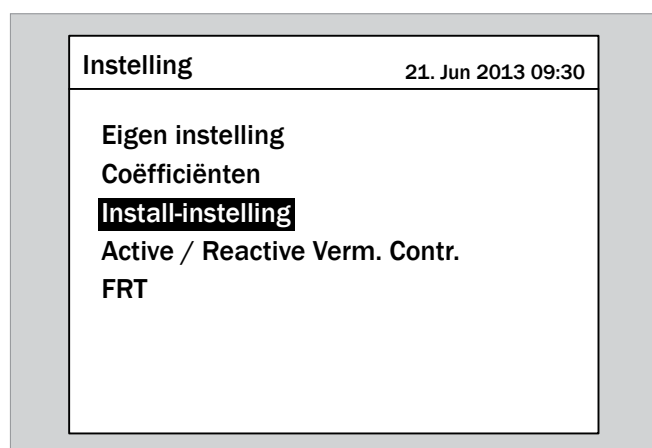 Instelling
21. Jun 2013 09:30
Eigen instelling
Coëfficiënten
Install-instelling
Active / Reactive Verm. Contr.
FRT